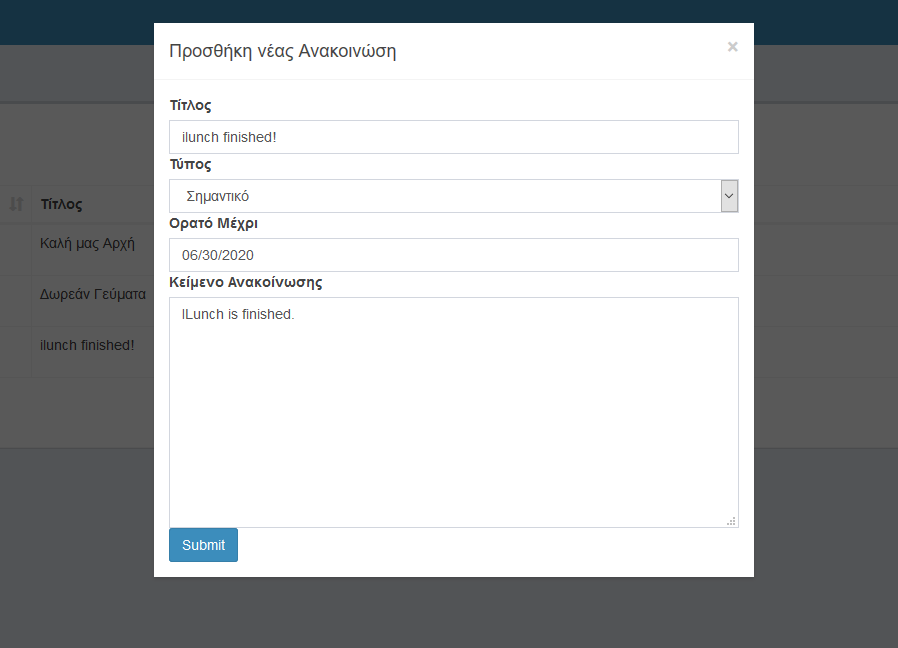 Προσθήκη νέας Ανακοινώση
×
Τίτλος
ilunch finished!
Τύπος
Σημαντικό
Ορατό Μέχρι
06/30/2020
Κείμενο Ανακοίνωσης
ILunch is finished.
Submit
Τίτλος
Καλή μας Αρχή
Δωρεάν Γεύματα
ilunch finished!